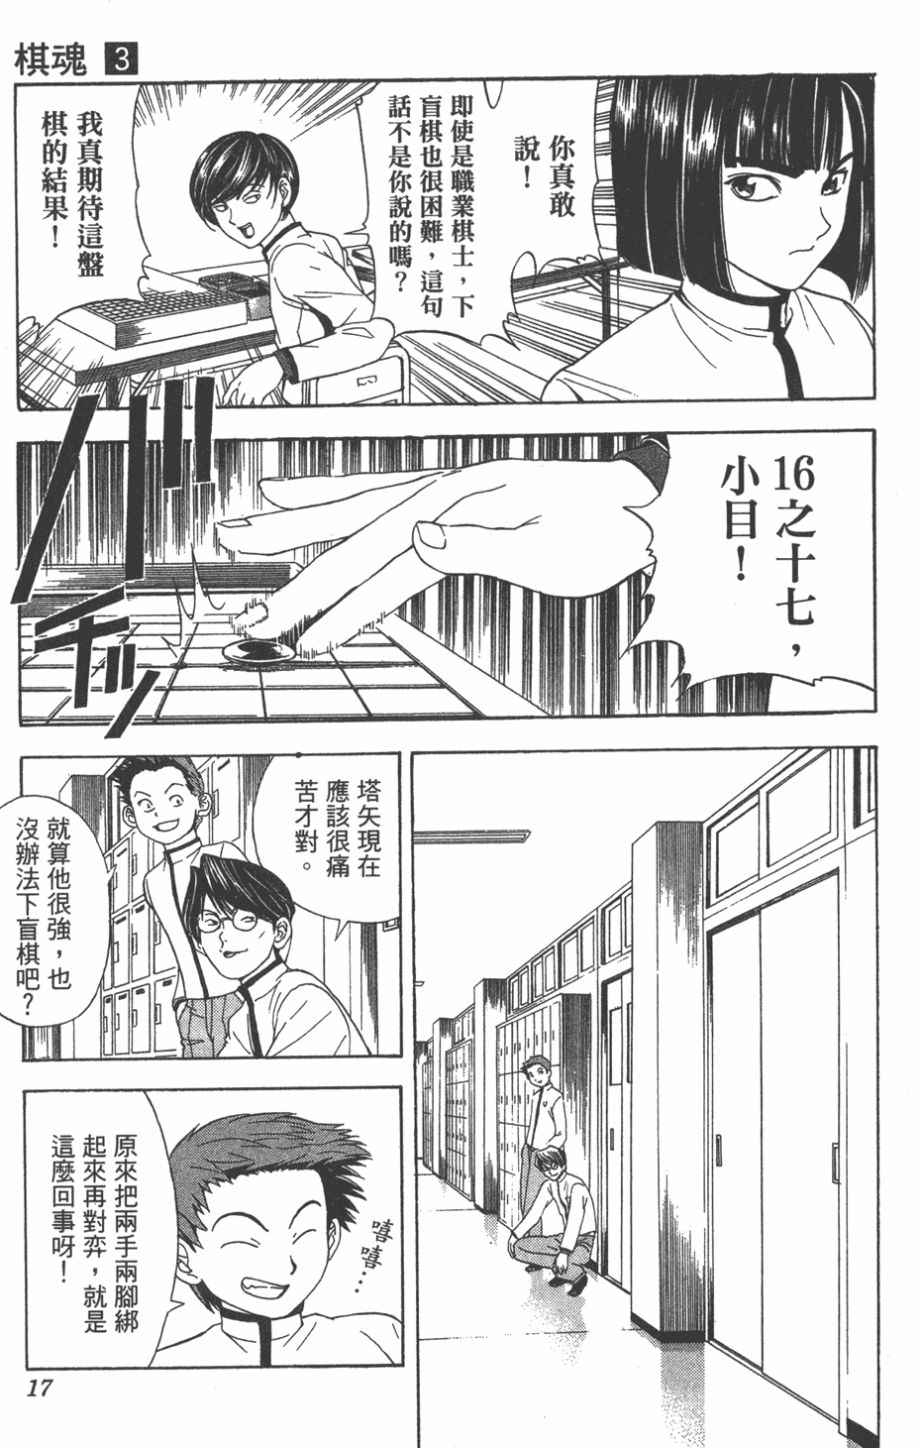 棋魂 3
你真敢
說！
即使是職業棋士，下
盲棋也很困難，這句
話不是你說的嗎？
我真期待這盤
棋的結果！
16之十七，
小目！
バチッ
塔矢現在
應該很痛
苦才對。
就算他很強，也
沒辦法下盲棋吧？
原來把兩手兩腳綁
起來再對弈，就是
這麼回事呀！
嘻嘻…
17